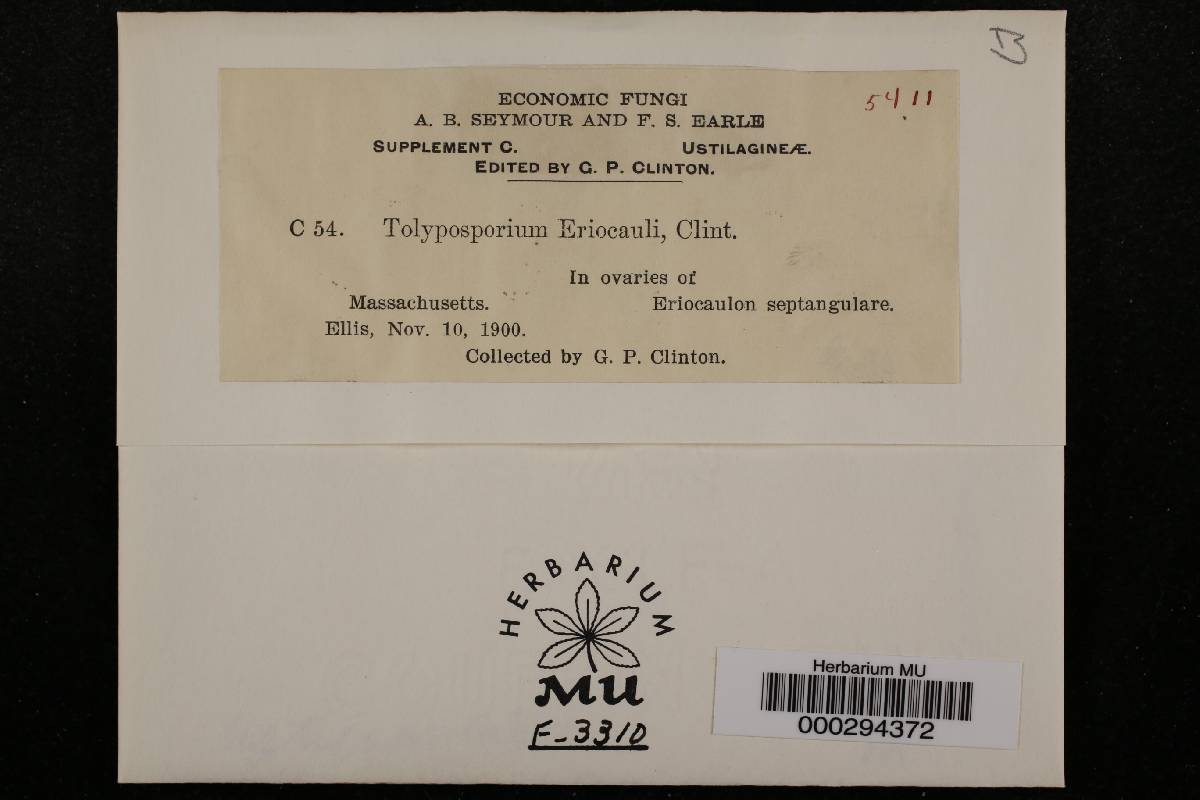 ECONOMIC FUNGI
5411
A. B. SEYMOUR AND F. S. EARLE
SUPPLEMENT C. USTILAGINEÆ.
EDITED BY G. P. CLINTON.
C 54. Tolyposporium Eriocauli, Clint.
In ovaries of
Massachusetts. Eriocaulon septangulare.
Ellis, Nov. 10, 1900.
Collected by G. P. Clinton.
HERBARIUM
MU
F-3310
Herbarium MU
000294372